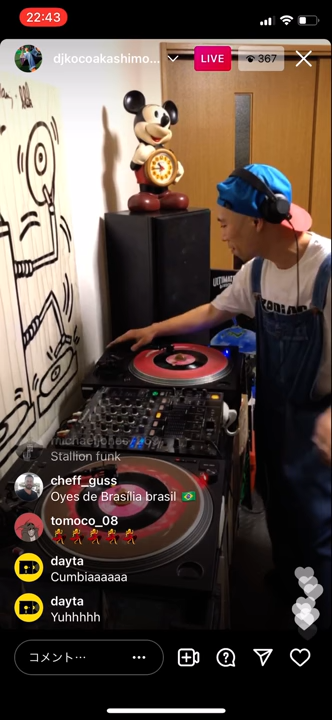 22:43
djkocoakashimo...
LIVE
367
Stallion funk
cheff_guss
Oyes de Brasília brasil 🇧🇷
tomoco_08
💃💃💃💃💃
dayta
Cumbiaaaaaa
dayta
Yuhhhhh
コメント…